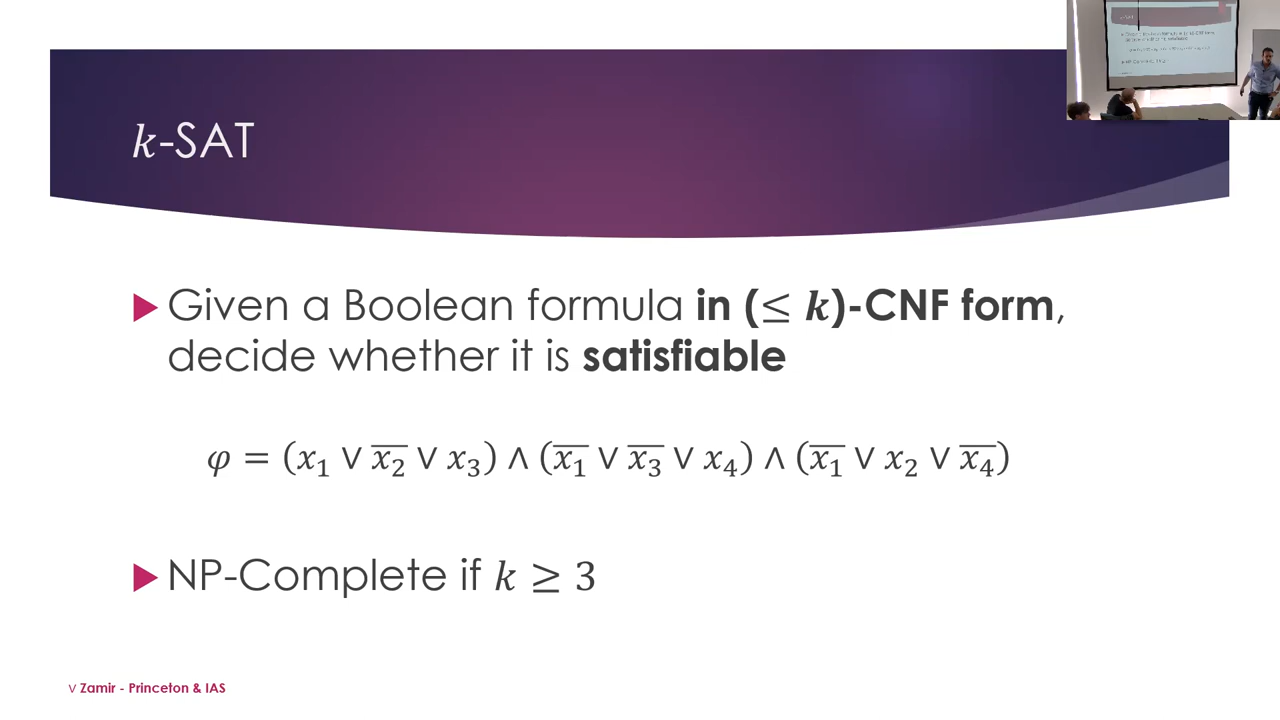 k-SAT
Given a Boolean formula in (≤ k)-CNF form,
decide whether it is satisfiable
φ = (x₁ ∨ x̅₂ ∨ x₃) ∧ (x̅₁ ∨ x̅₃ ∨ x₄) ∧ (x̅₁ ∨ x₂ ∨ x̅₄)
NP-Complete if k ≥ 3
V Zamir - Princeton & IAS